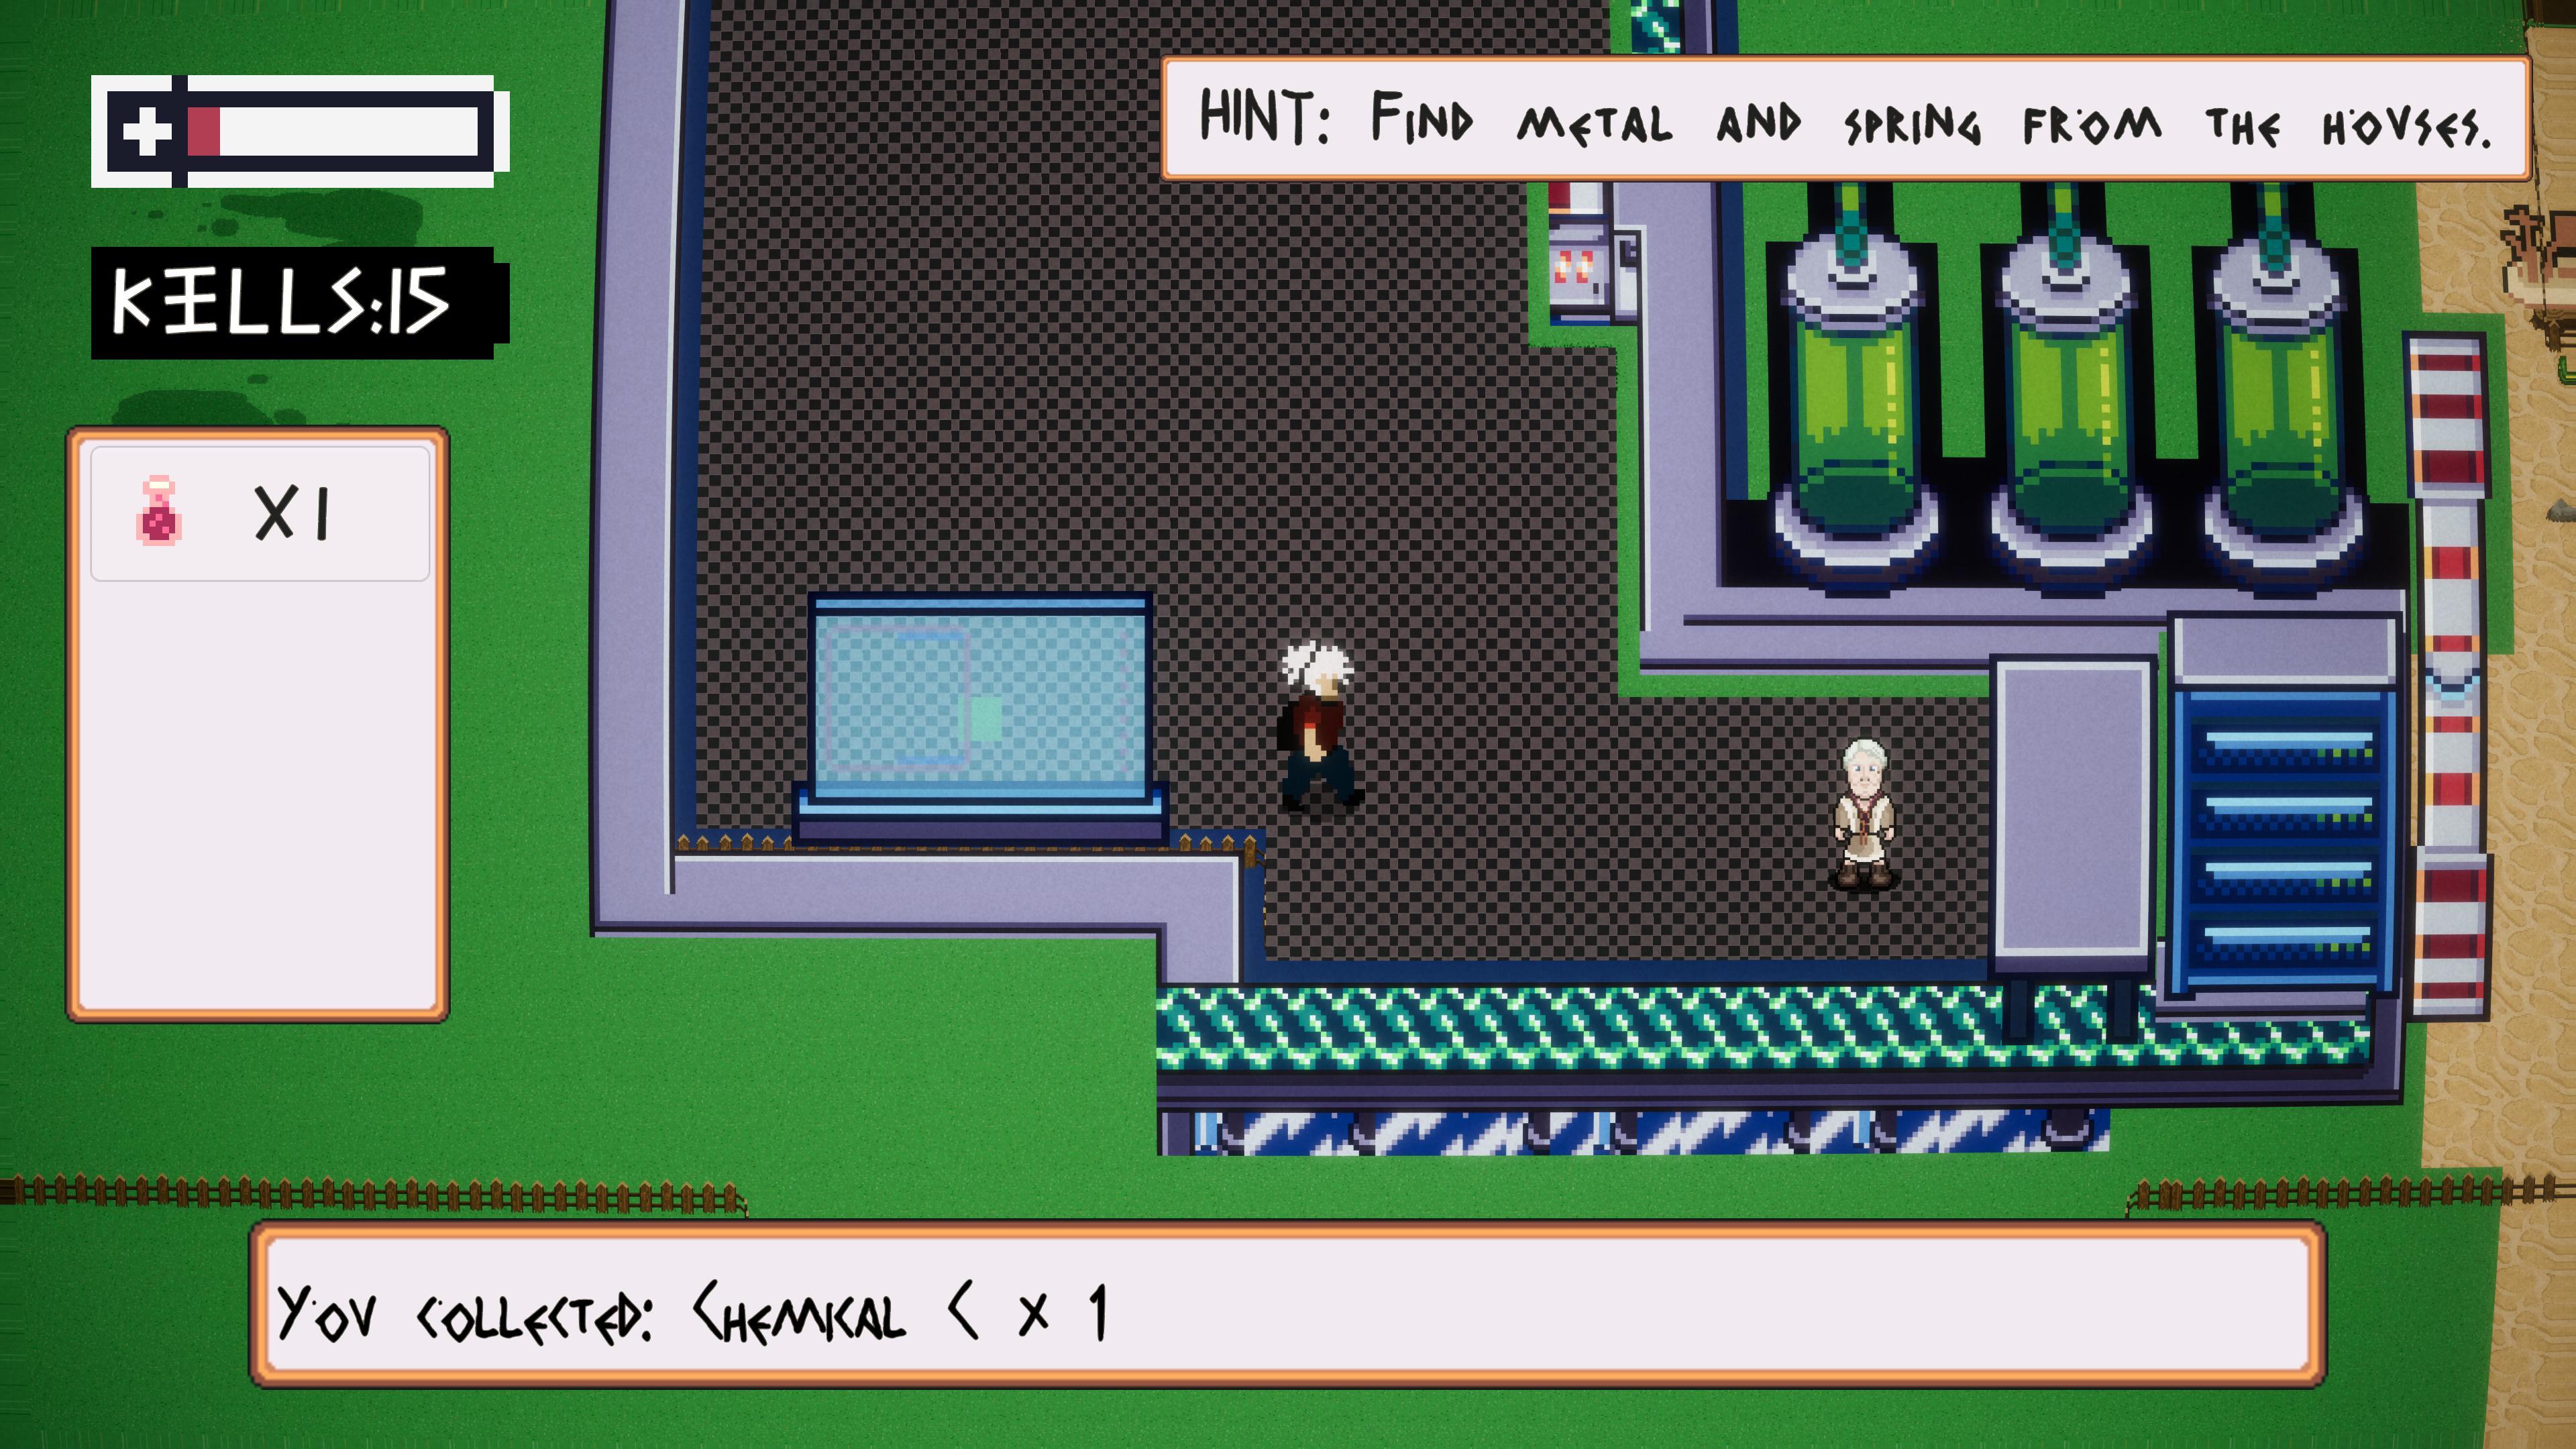 HINT: Find metal and spring from the houses.
KILLS:15
X1
You collected: Chemical C x 1